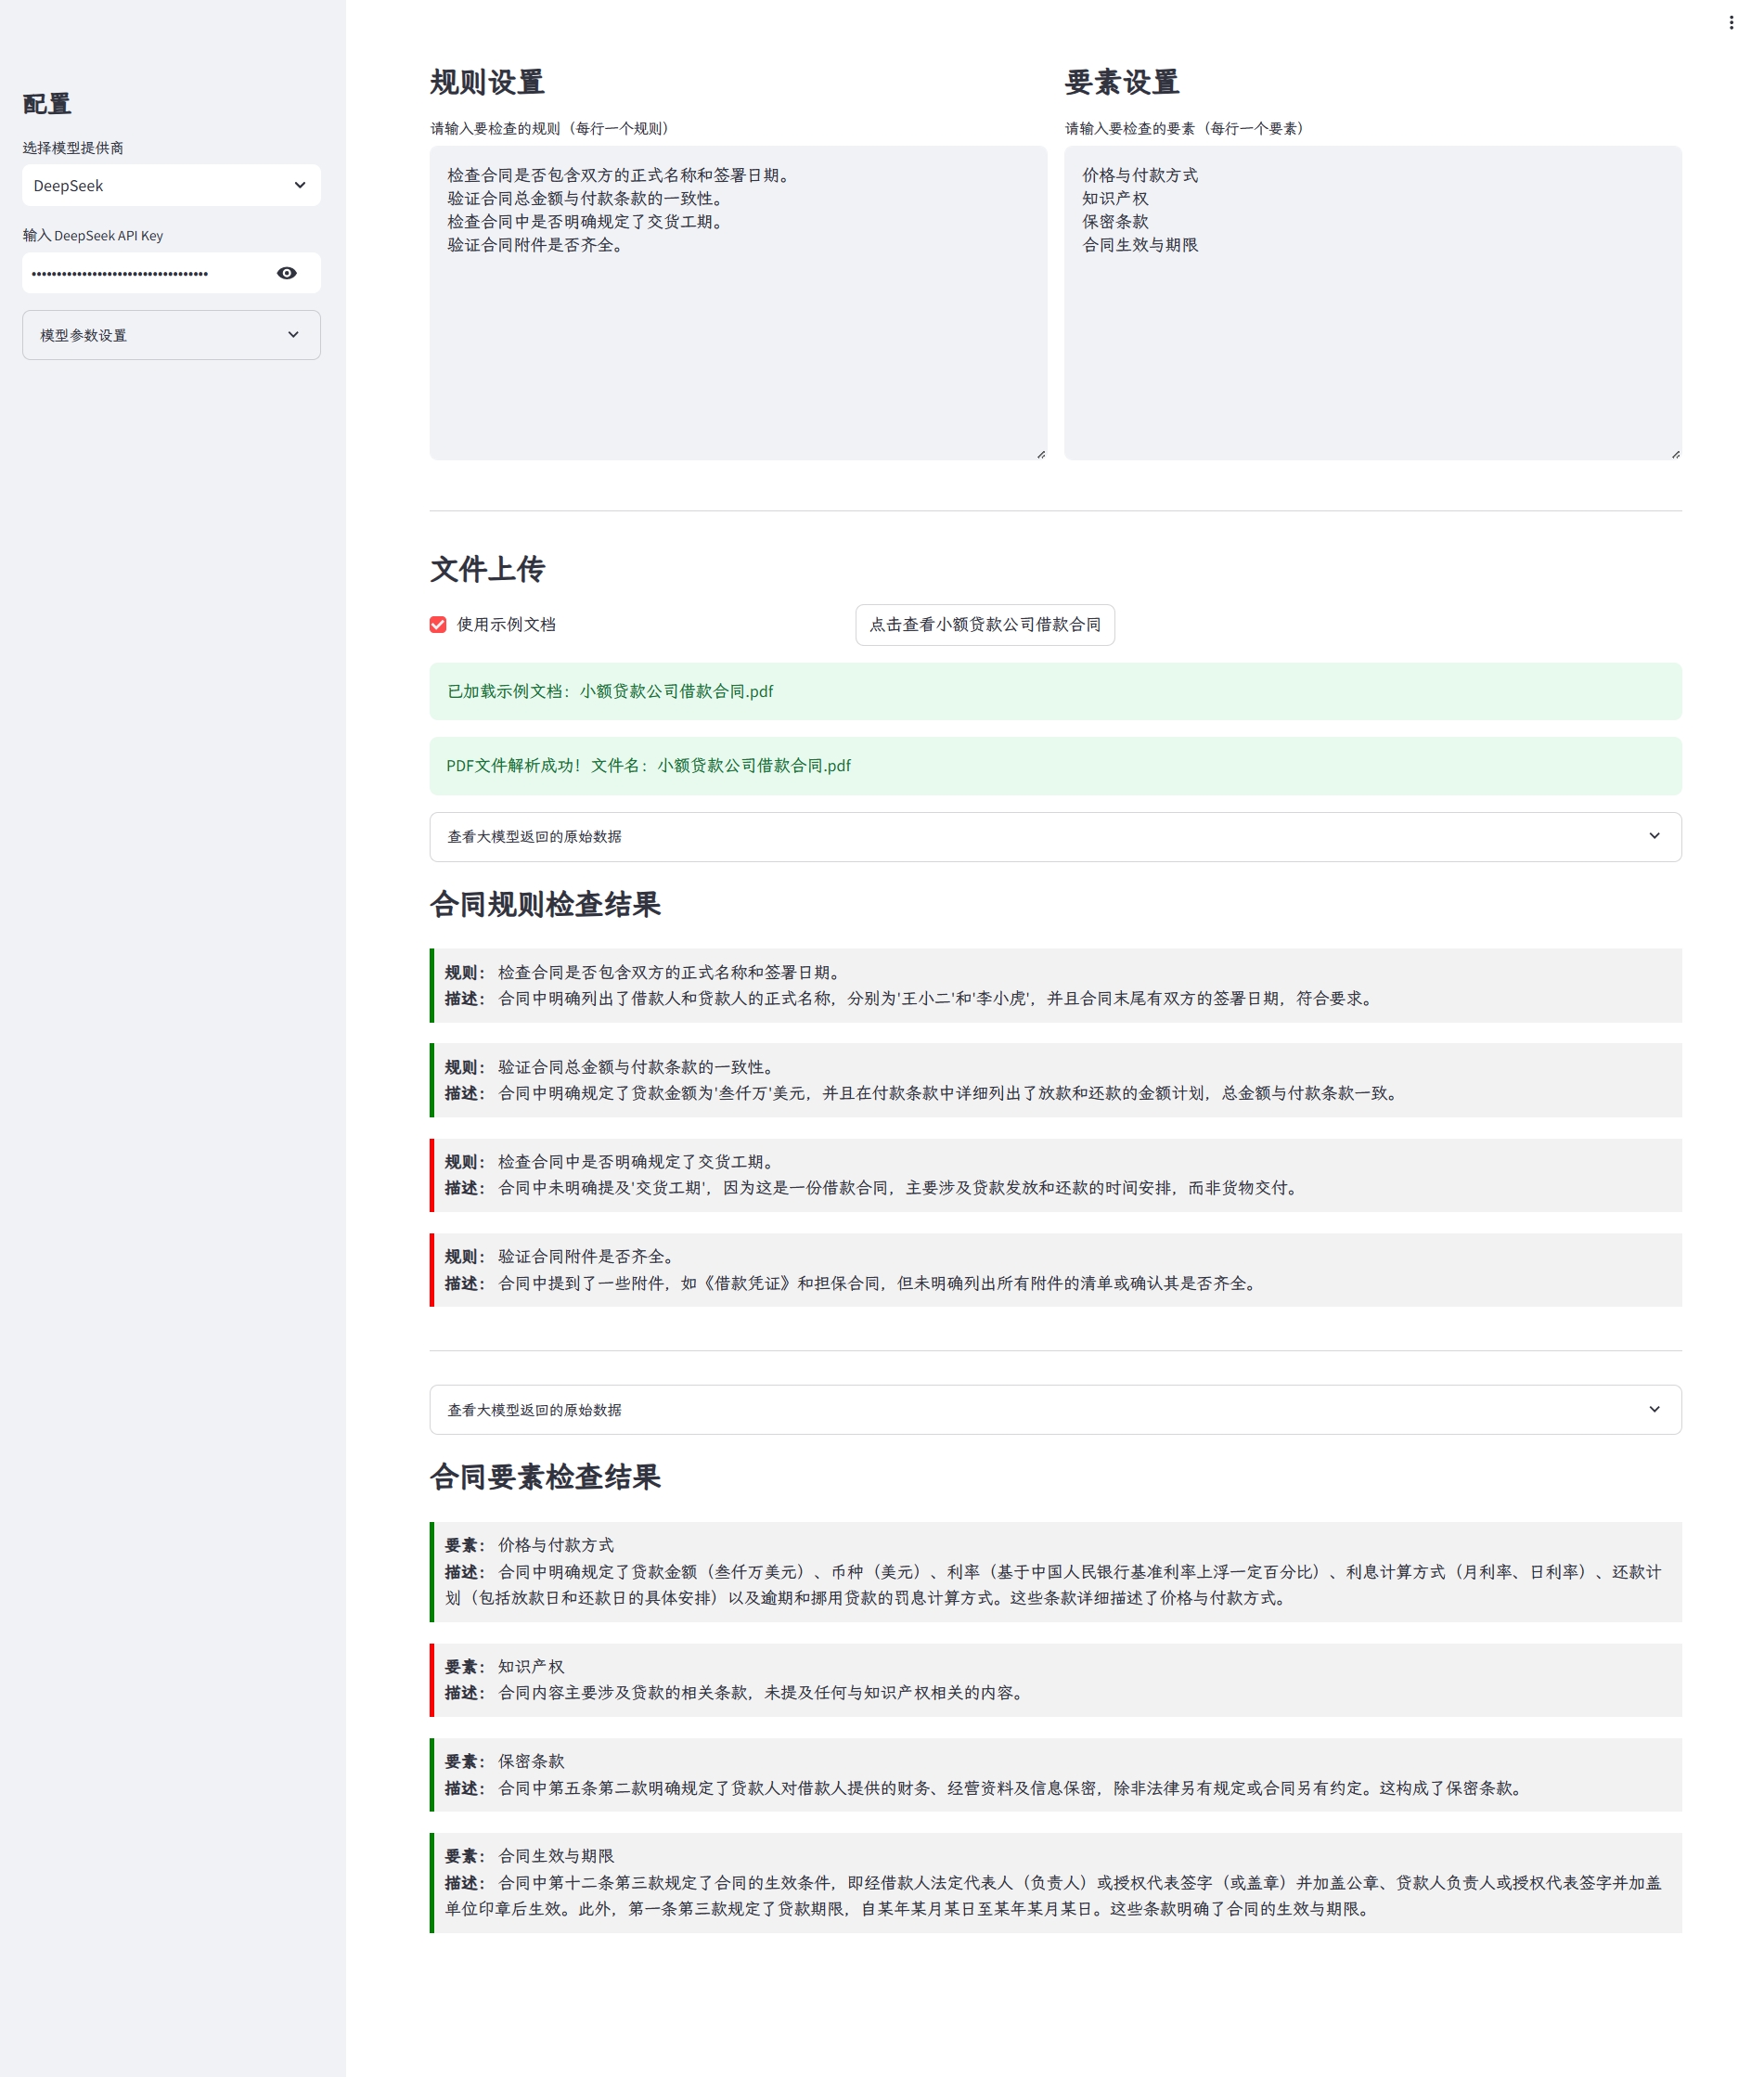 配置
选择模型提供商
DeepSeek
输入 DeepSeek API Key
模型参数设置
规则设置
请输入要检查的规则（每行一个规则）
检查合同是否包含双方的正式名称和签署日期。
验证合同总金额与付款条款的一致性。
检查合同中是否明确规定了交货工期。
验证合同附件是否齐全。
要素设置
请输入要检查的要素（每行一个要素）
价格与付款方式
知识产权
保密条款
合同生效与期限
文件上传
使用示例文档
点击查看小额贷款公司借款合同
已加载示例文档：小额贷款公司借款合同.pdf
PDF文件解析成功！文件名：小额贷款公司借款合同.pdf
查看大模型返回的原始数据
合同规则检查结果
规则： 检查合同是否包含双方的正式名称和签署日期。
描述： 合同中明确列出了借款人和贷款人的正式名称，分别为'王小二'和'李小虎'，并且合同末尾有双方的签署日期，符合要求。
规则： 验证合同总金额与付款条款的一致性。
描述： 合同中明确规定了贷款金额为'叁仟万'美元，并且在付款条款中详细列出了放款和还款的金额计划，总金额与付款条款一致。
规则： 检查合同中是否明确规定了交货工期。
描述： 合同中未明确提及'交货工期'，因为这是一份借款合同，主要涉及贷款发放和还款的时间安排，而非货物交付。
规则： 验证合同附件是否齐全。
描述： 合同中提到了一些附件，如《借款凭证》和担保合同，但未明确列出所有附件的清单或确认其是否齐全。
查看大模型返回的原始数据
合同要素检查结果
要素： 价格与付款方式
描述： 合同中明确规定了贷款金额（叁仟万美元）、币种（美元）、利率（基于中国人民银行基准利率上浮一定百分比）、利息计算方式（月利率、日利率）、还款计
划（包括放款日和还款日的具体安排）以及逾期和挪用贷款的罚息计算方式。这些条款详细描述了价格与付款方式。
要素： 知识产权
描述： 合同内容主要涉及贷款的相关条款，未提及任何与知识产权相关的内容。
要素： 保密条款
描述： 合同中第五条第二款明确规定了贷款人对借款人提供的财务、经营资料及信息保密，除非法律另有规定或合同另有约定。这构成了保密条款。
要素： 合同生效与期限
描述： 合同中第十二条第三款规定了合同的生效条件，即经借款人法定代表人（负责人）或授权代表签字（或盖章）并加盖公章、贷款人负责人或授权代表签字并加盖
单位印章后生效。此外，第一条第三款规定了贷款期限，自某年某月某日至某年某月某日。这些条款明确了合同的生效与期限。